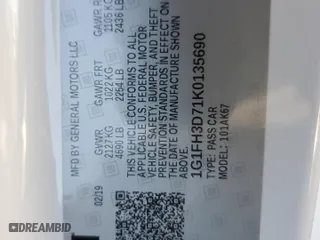 MFD BY GENERAL MOTORS LLC
02/19 GVWR GAWR FRT GAWR RR
2127 KG 1022 KG 1105 KG
4690 LB 2254 LB 2436 LB
THIS VEHICLE CONFORMS TO ALL
APPLICABLE U.S. FEDERAL MOTOR
VEHICLE SAFETY, BUMPER, AND THEFT
PREVENTION STANDARDS IN EFFECT ON
THE DATE OF MANUFACTURE SHOWN
ABOVE.
1G1FH3D71K0135690
TYPE: PASS CAR
MODEL: 101AK67
DREAMBID